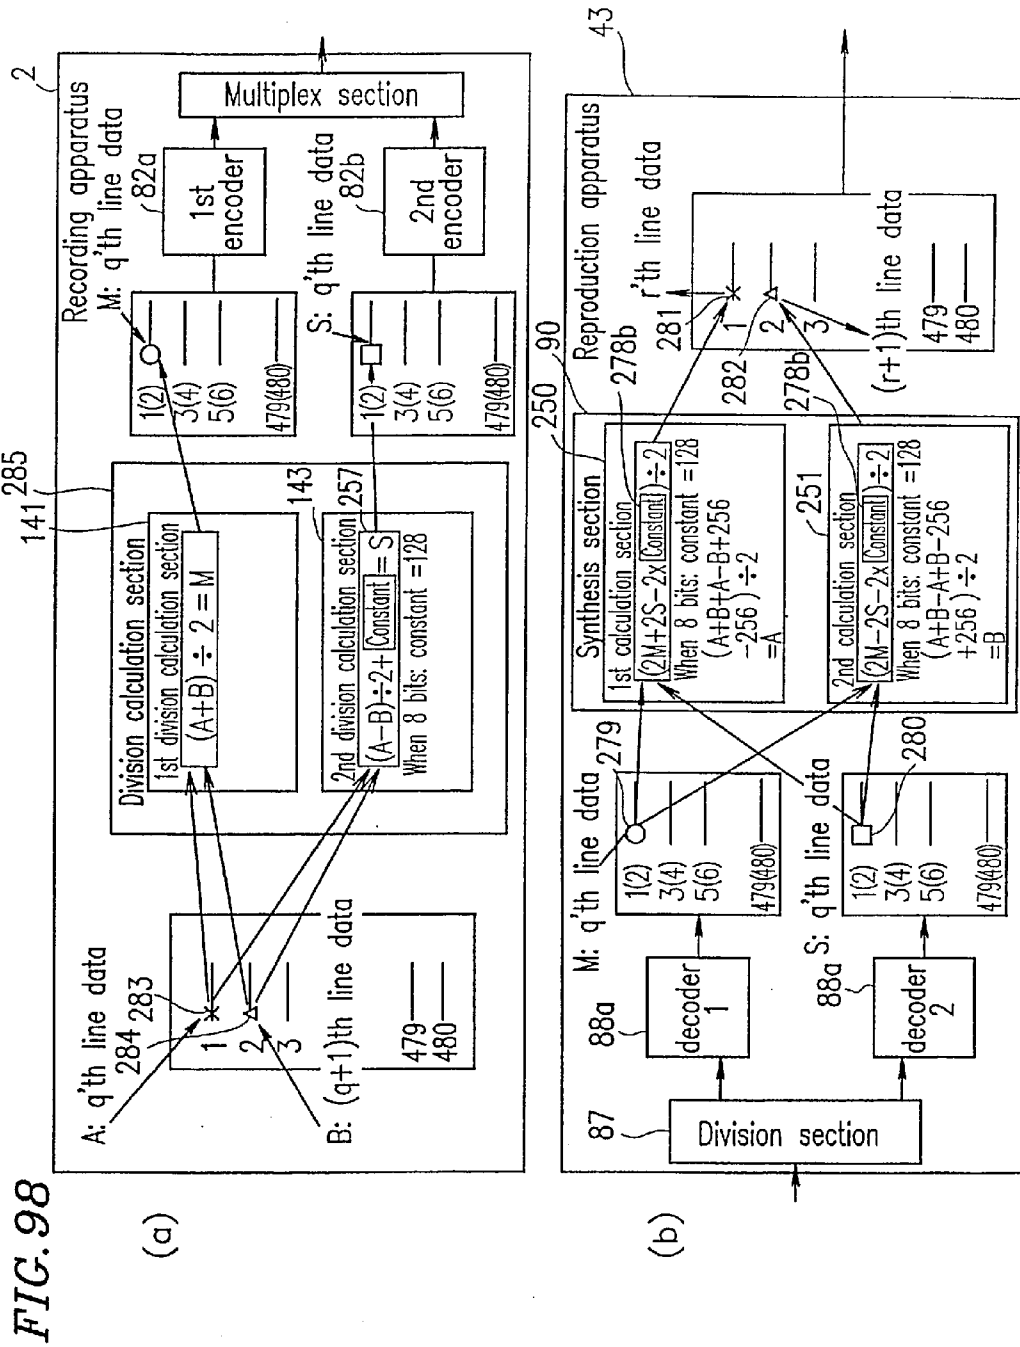 FIG.98
(a)
Recording apparatus
2
A: q'th line data
284
283
1
2
3
479
480
B: (q+1)th line data
285
141
Division calculation section
1st division calculation section
(A+B) ÷ 2 = M
143
2nd division calculation section
257
(A-B)÷2+ Constant = S
When 8 bits: constant =128
M: q'th line data
1(2)
3(4)
5(6)
479(480)
S: q'th line data
1(2)
3(4)
5(6)
479(480)
82a
1st
encoder
82b
2nd
encoder
Multiplex section
(b)
Reproduction apparatus
43
87
Division section
88a
decoder
1
88a
decoder
2
M: q'th line data
279
1(2)
3(4)
5(6)
479(480)
S: q'th line data
280
1(2)
3(4)
5(6)
479(480)
90
250
Synthesis section
1st calculation section
278b
(2M+2S-2x Constant)÷2
When 8 bits: constant =128
(A+B+A-B+256
-256)÷2
=A
251
2nd calculation section
278b
(2M-2S-2x Constant)÷2
When 8 bits: constant =128
(A+B-A+B-256
+256)÷2
=B
281
r'th line data
282
1
2
3
(r+1)th line data
479
480